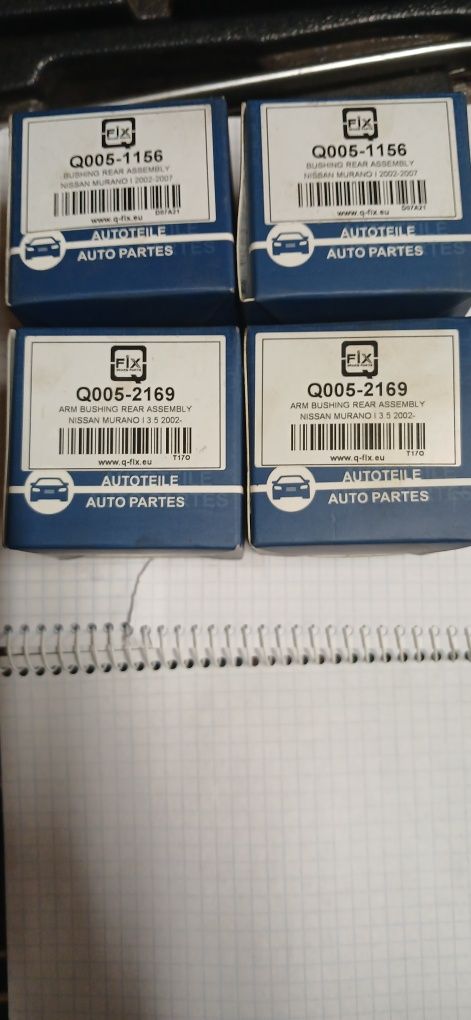 FIX
Q005-1156
BUSHING REAR ASSEMBLY
NISSAN MURANO I 2002-2007
D07A21
www.q-fix.eu
AUTOTEILE
AUTO PARTES
FIX
Q005-1156
BUSHING REAR ASSEMBLY
NISSAN MURANO I 2002-2007
D07A21
www.q-fix.eu
AUTOTEILE
AUTO PARTES
FIX
Q005-2169
ARM BUSHING REAR ASSEMBLY
NISSAN MURANO I 3 5 2002-
T17O
www.q-fix.eu
AUTOTEILE
AUTO PARTES
FIX
Q005-2169
ARM BUSHING REAR ASSEMBLY
NISSAN MURANO I 3 5 2002-
T17O
www.q-fix.eu
AUTOTEILE
AUTO PARTES